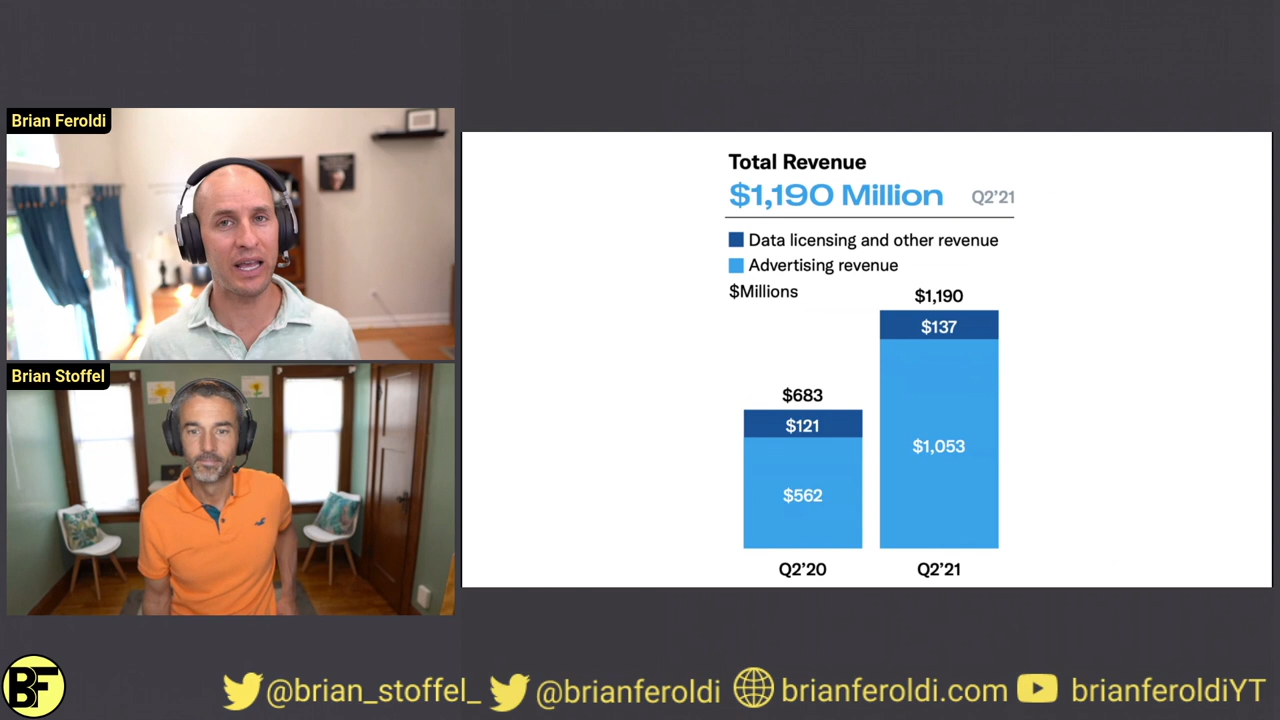 Brian Feroldi
Brian Stoffel
Total Revenue
$1,190 Million Q2'21
Data licensing and other revenue
Advertising revenue
$Millions
$1,190
$137
$683
$121
$1,053
$562
Q2'20 Q2'21
BF @brian_stoffel_ @brianferoldi brianferoldi.com brianferoldiYT